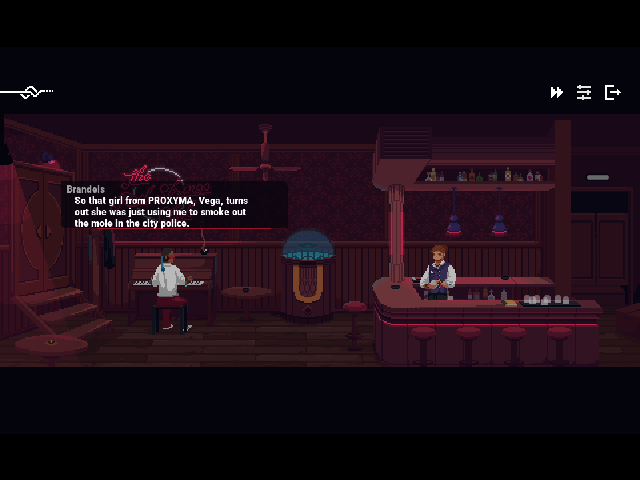 The
Brandeis
So that girl from PROXYMA, Vega, turns
out she was just using me to smoke out
the mole in the city police.